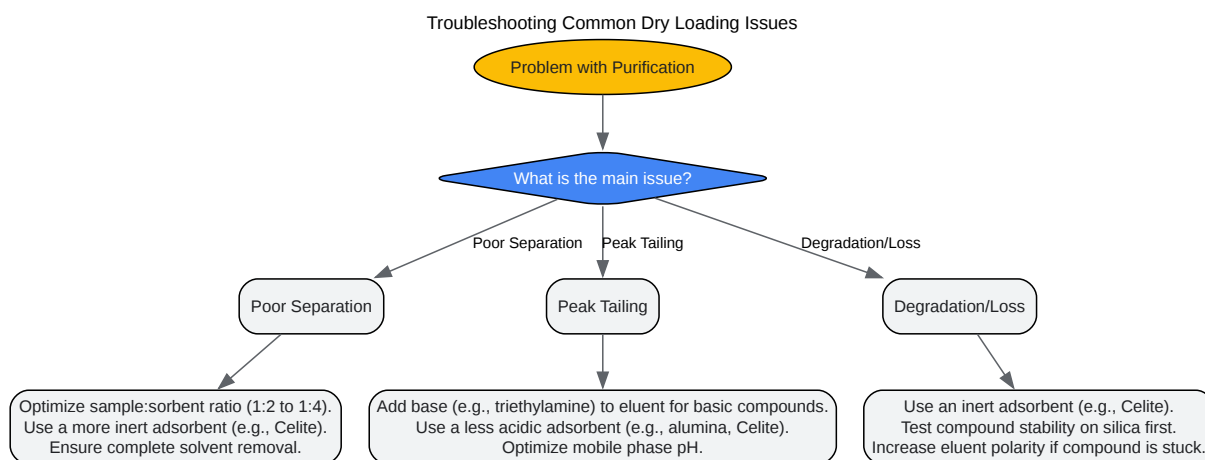 Troubleshooting Common Dry Loading Issues
Problem with Purification
What is the main issue?
Poor Separation
Peak Tailing
Degradation/Loss
Poor Separation
Peak Tailing
Degradation/Loss
Optimize sample:sorbent ratio (1:2 to 1:4).
Use a more inert adsorbent (e.g., Celite).
Ensure complete solvent removal.
Add base (e.g., triethylamine) to eluent for basic compounds.
Use a less acidic adsorbent (e.g., alumina, Celite).
Optimize mobile phase pH.
Use an inert adsorbent (e.g., Celite).
Test compound stability on silica first.
Increase eluent polarity if compound is stuck.